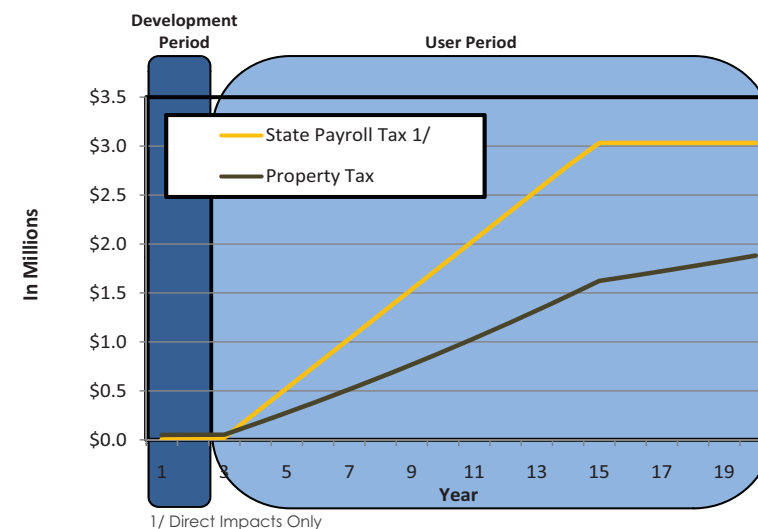 Development
Period
User Period
$3.5
$3.0
$2.5
$2.0
$1.5
$1.0
$0.5
$0.0
In Millions
State Payroll Tax 1/
Property Tax
1 3 5 7 9 11 13 15 17 19
Year
1/ Direct Impacts Only